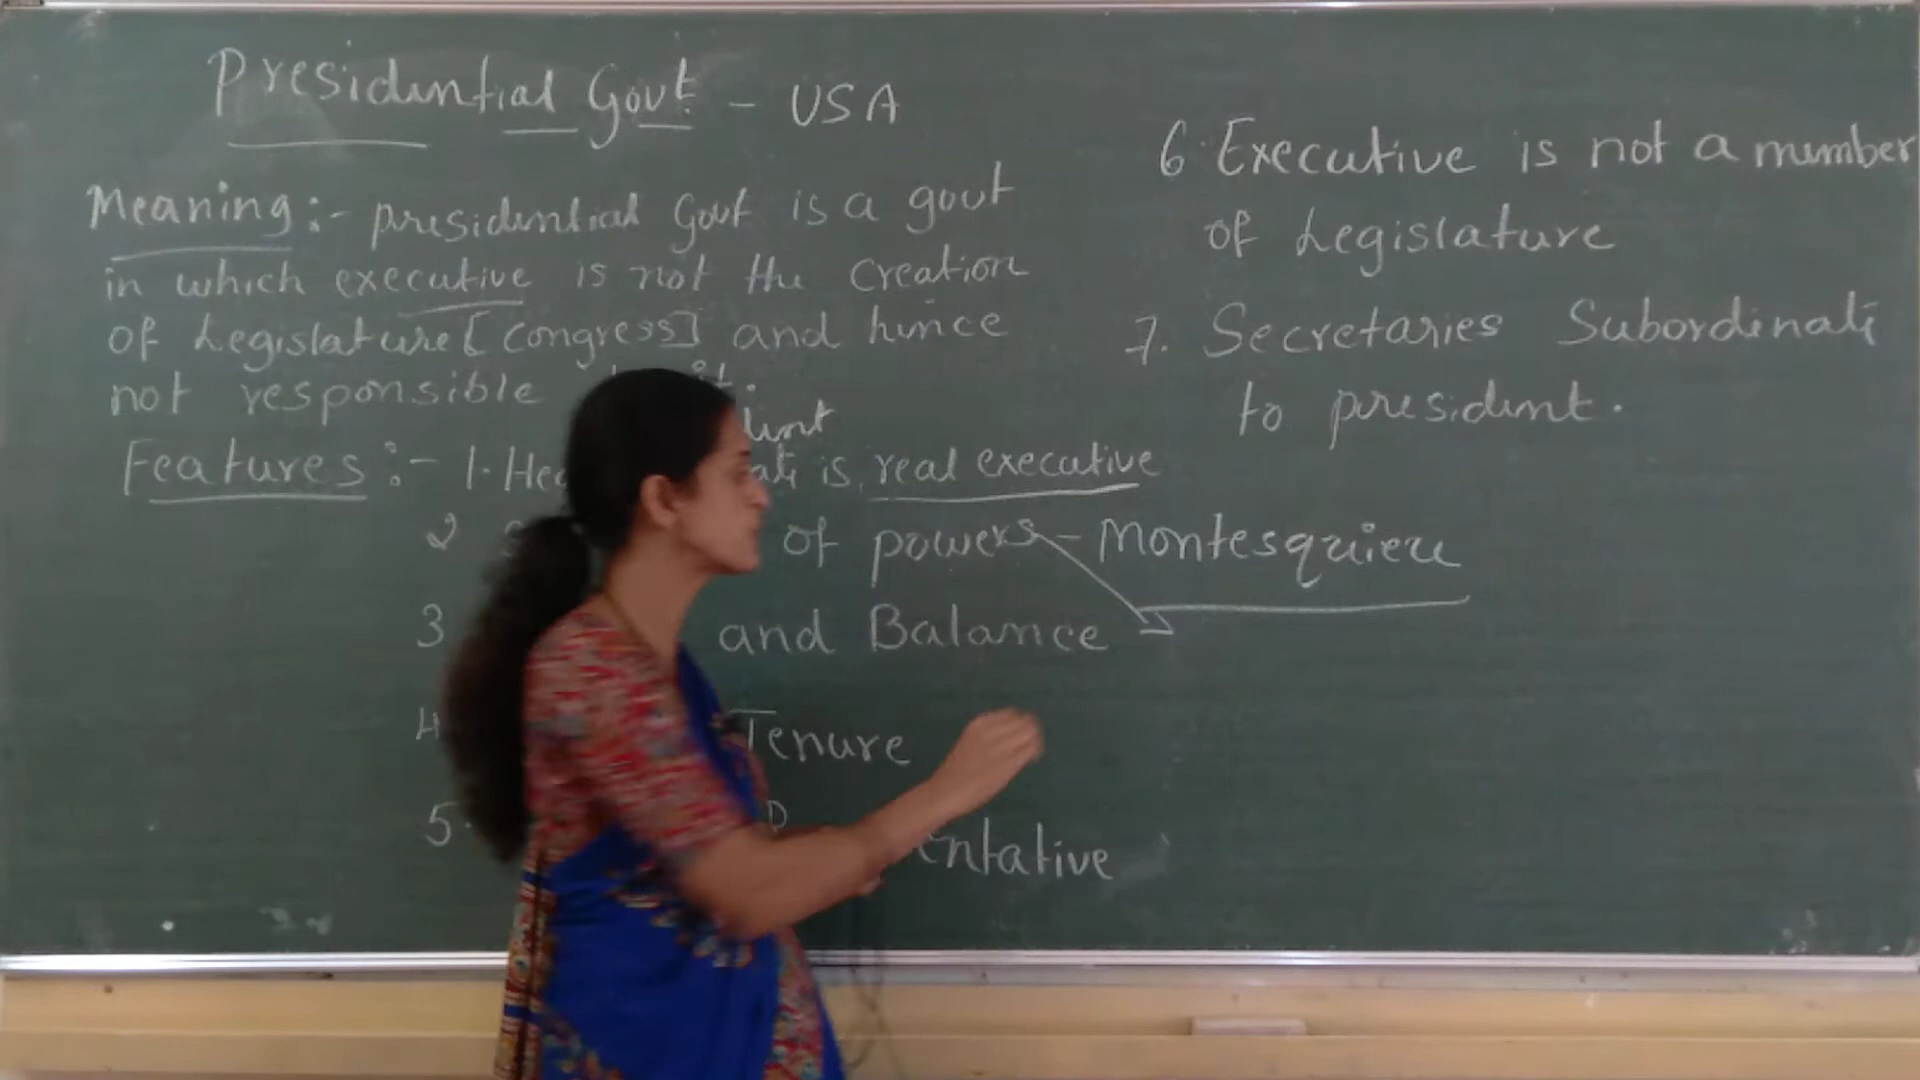 Presidential Govt - USA
Meaning:- presidential Govt is a govt
in which executive is not the creation
of Legislature [Congress] and hence
not responsible it.
Features :- 1. is real executive
2 of powers - Montesquieu
3 and Balance
4 Tenure
5.
6 Executive is not a member
of Legislature
7. Secretaries Subordinate
to president.